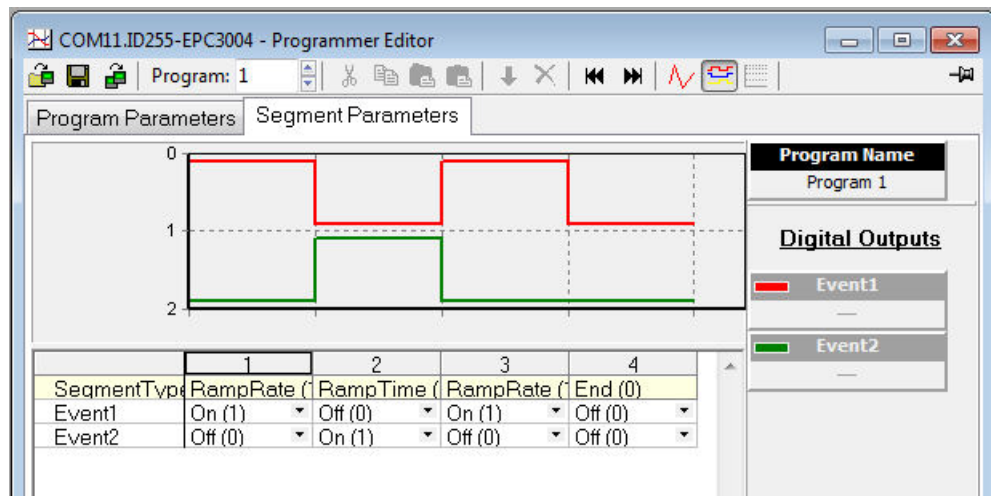 COM11.ID255-EPC3004 - Programmer Editor
Program: 1
Program Parameters Segment Parameters
0
1
2
Program Name
Program 1
Digital Outputs
Event1
—
Event2
—
1 2 3 4
SegmentType RampRate ( RampTime ( RampRate ( End (0)
Event1 On (1) Off (0) On (1) Off (0)
Event2 Off (0) On (1) Off (0) Off (0)